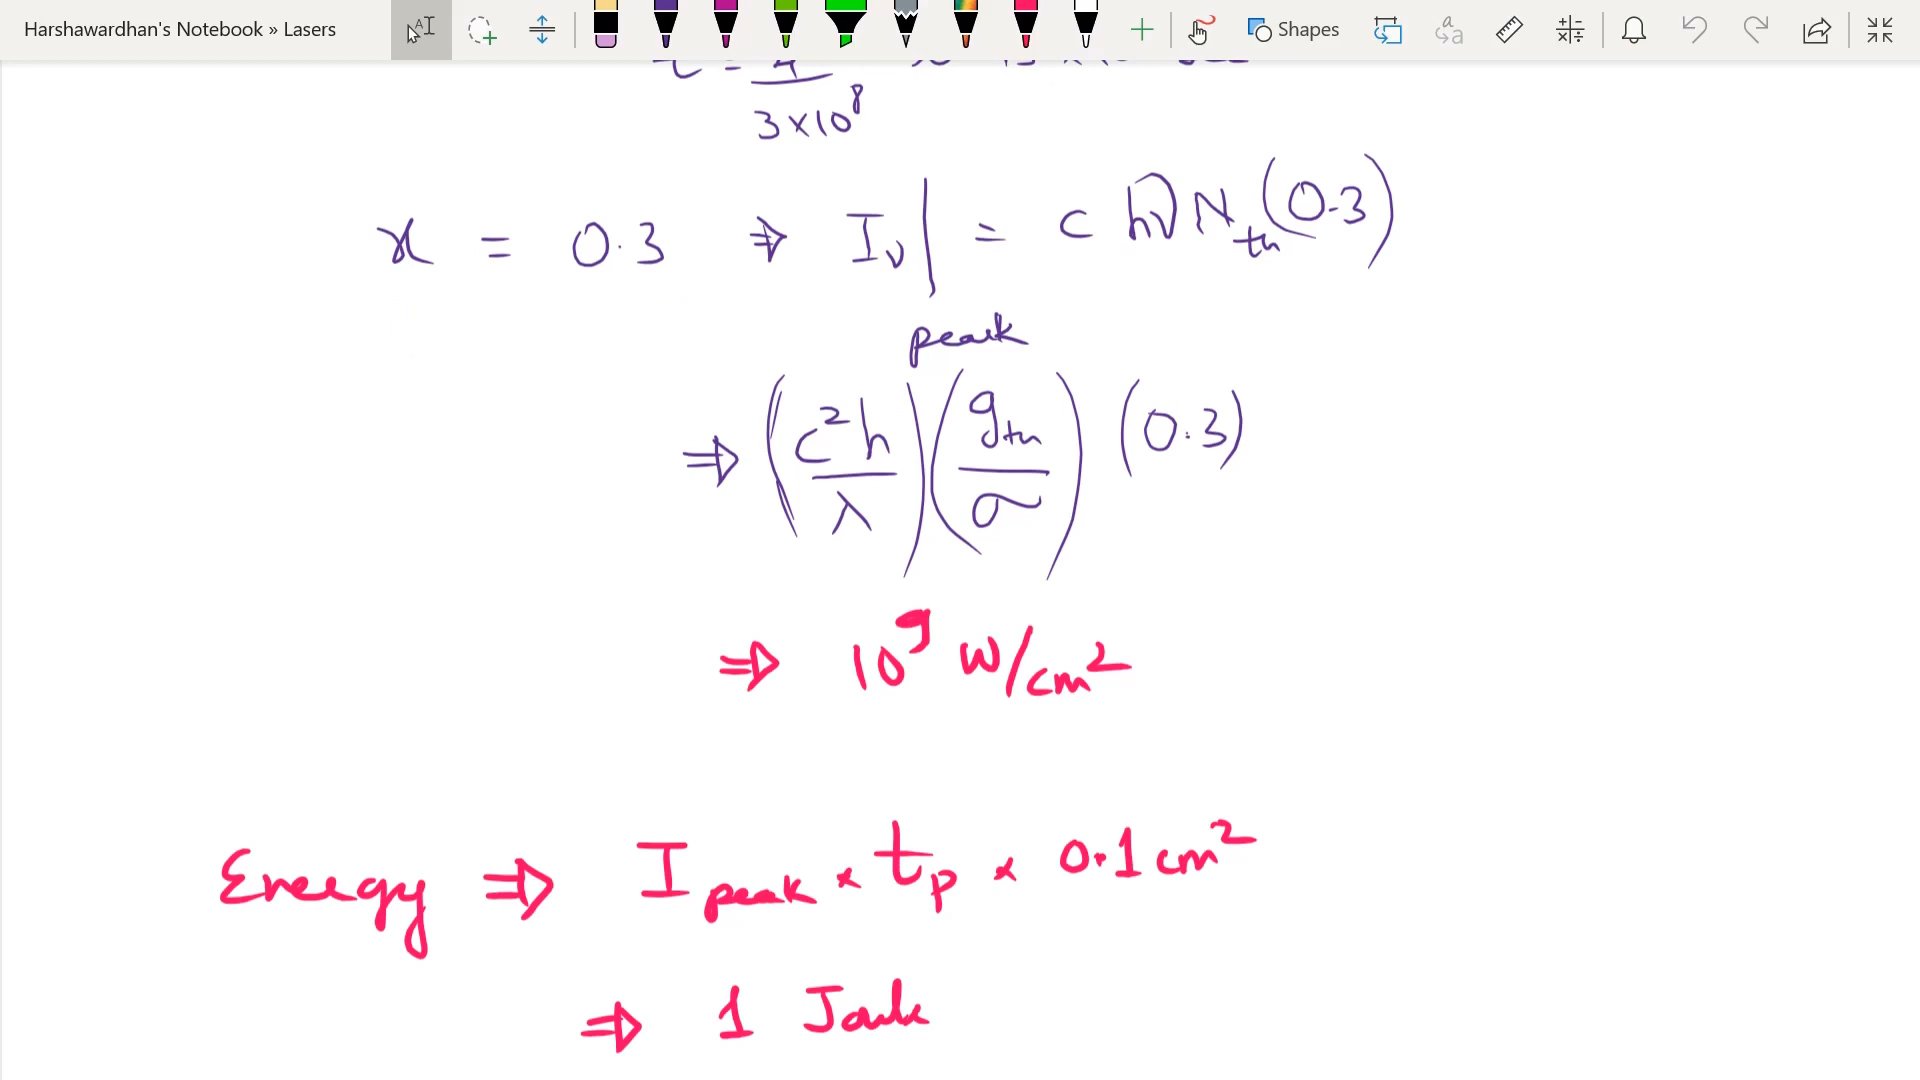 Harshawardhan's Notebook » Lasers
Shapes
3×10⁸
x = 0.3 ⇒ I_ν | = c hν N_th (0.3)
peak
⇒ (c²h / λ) (g_th / σ) (0.3)
⇒ 10⁹ W/cm²
Energy ⇒ I_peak × t_p × 0.1 cm²
⇒ 1 Joule